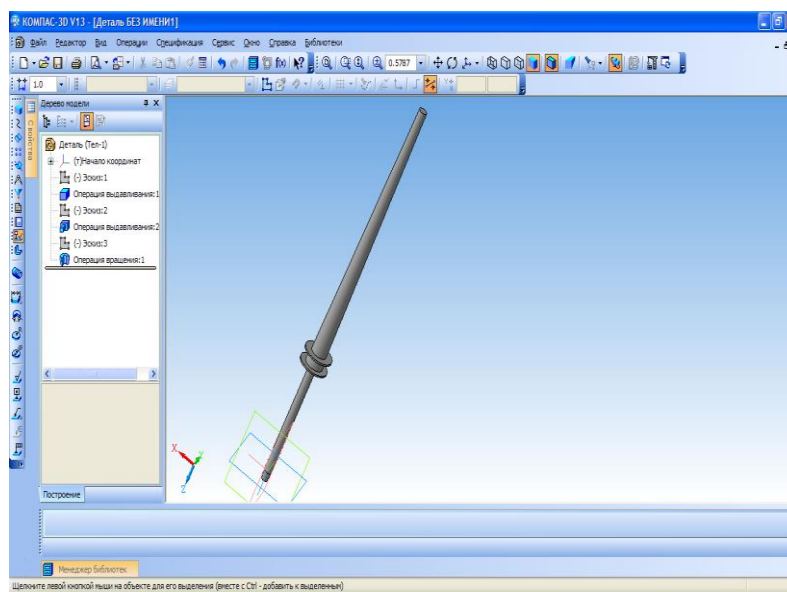 КОМПАС-3D V13 - [Деталь БЕЗ ИМЕНИ1]
Файл Редактор Вид Операции Спецификация Сервис Окно Справка Библиотеки
0.5787
1.0
Дерево модели
Свойства
Деталь (Тел-1)
(т)Начало координат
(-) Эскиз:1
Операция выдавливания:1
(-) Эскиз:2
Операция выдавливания:2
(-) Эскиз:3
Операция вращения:1
X
Y
Z
Построение
Менеджер библиотек
Щелкните левой кнопкой мыши на объекте для его выделения (вместе с Ctrl - добавить к выделенным)